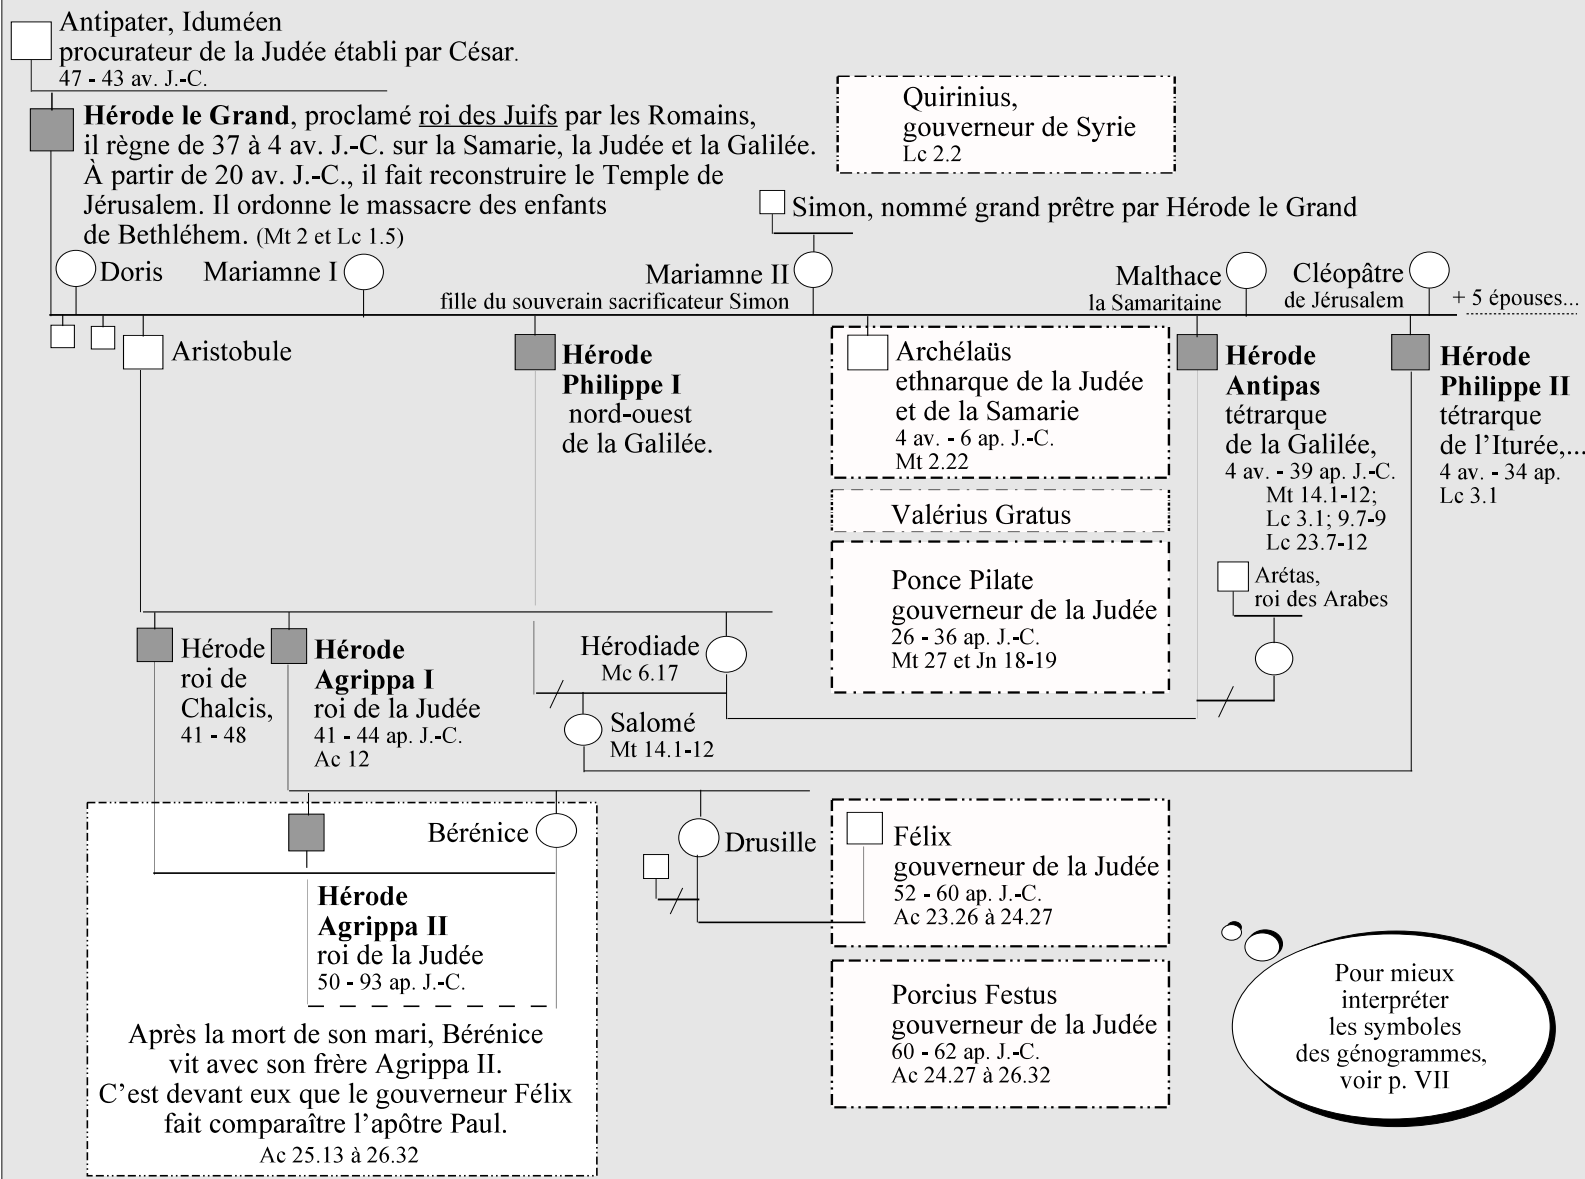 Antipater, Iduméen
procurateur de la Judée établi par César.
47 - 43 av. J.-C.
Hérode le Grand, proclamé roi des Juifs par les Romains,
il règne de 37 à 4 av. J.-C. sur la Samarie, la Judée et la Galilée.
À partir de 20 av. J.-C., il fait reconstruire le Temple de
Jérusalem. Il ordonne le massacre des enfants
de Bethléhem. (Mt 2 et Lc 1.5)
Quirinius,
gouverneur de Syrie
Lc 2.2
Simon, nommé grand prêtre par Hérode le Grand
Doris
Mariamne I
Mariamne II
fille du souverain sacrificateur Simon
Malthace
la Samaritaine
Cléopâtre
de Jérusalem
+ 5 épouses...
Aristobule
Hérode
Philippe I
nord-ouest
de la Galilée.
Archélaüs
ethnarque de la Judée
et de la Samarie
4 av. - 6 ap. J.-C.
Mt 2.22
Hérode
Antipas
tétrarque
de la Galilée,
4 av. - 39 ap. J.-C.
Mt 14.1-12;
Lc 3.1; 9.7-9
Lc 23.7-12
Hérode
Philippe II
tétrarque
de l'Iturée,...
4 av. - 34 ap.
Lc 3.1
Valérius Gratus
Ponce Pilate
gouverneur de la Judée
26 - 36 ap. J.-C.
Mt 27 et Jn 18-19
Arétas,
roi des Arabes
Hérode
roi de
Chalcis,
41 - 48
Hérode
Agrippa I
roi de la Judée
41 - 44 ap. J.-C.
Ac 12
Hérodiade
Mc 6.17
Salomé
Mt 14.1-12
Bérénice
Drusille
Félix
gouverneur de la Judée
52 - 60 ap. J.-C.
Ac 23.26 à 24.27
Hérode
Agrippa II
roi de la Judée
50 - 93 ap. J.-C.
Après la mort de son mari, Bérénice
vit avec son frère Agrippa II.
C'est devant eux que le gouverneur Félix
fait comparaître l'apôtre Paul.
Ac 25.13 à 26.32
Porcius Festus
gouverneur de la Judée
60 - 62 ap. J.-C.
Ac 24.27 à 26.32
Pour mieux
interpréter
les symboles
des génogrammes,
voir p. VII